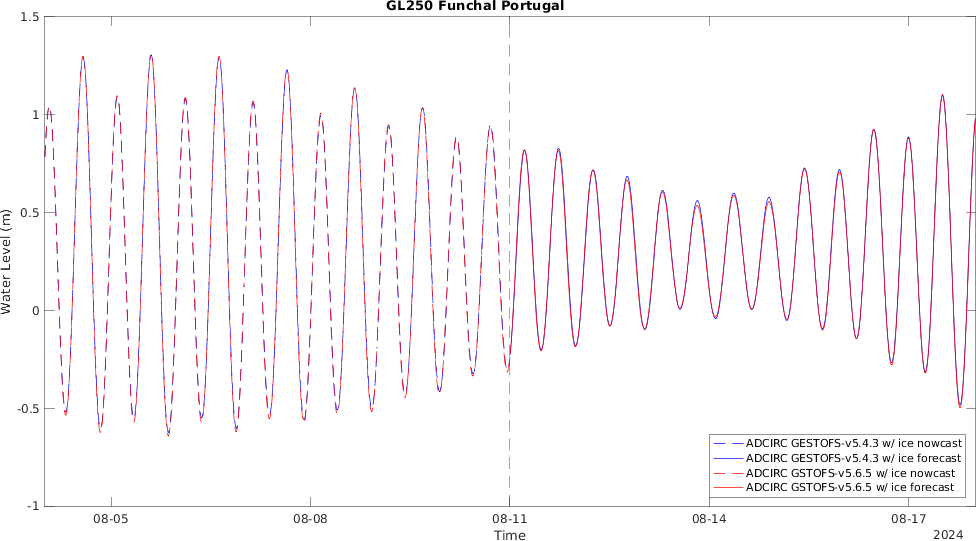 GL250 Funchal Portugal
1.5
1
0.5
0
-0.5
-1
Water Level (m)
08-05
08-08
08-11
08-14
08-17
Time
2024
ADCIRC GESTOFS-v5.4.3 w/ ice nowcast
ADCIRC GESTOFS-v5.4.3 w/ ice forecast
ADCIRC GSTOFS-v5.6.5 w/ ice nowcast
ADCIRC GSTOFS-v5.6.5 w/ ice forecast